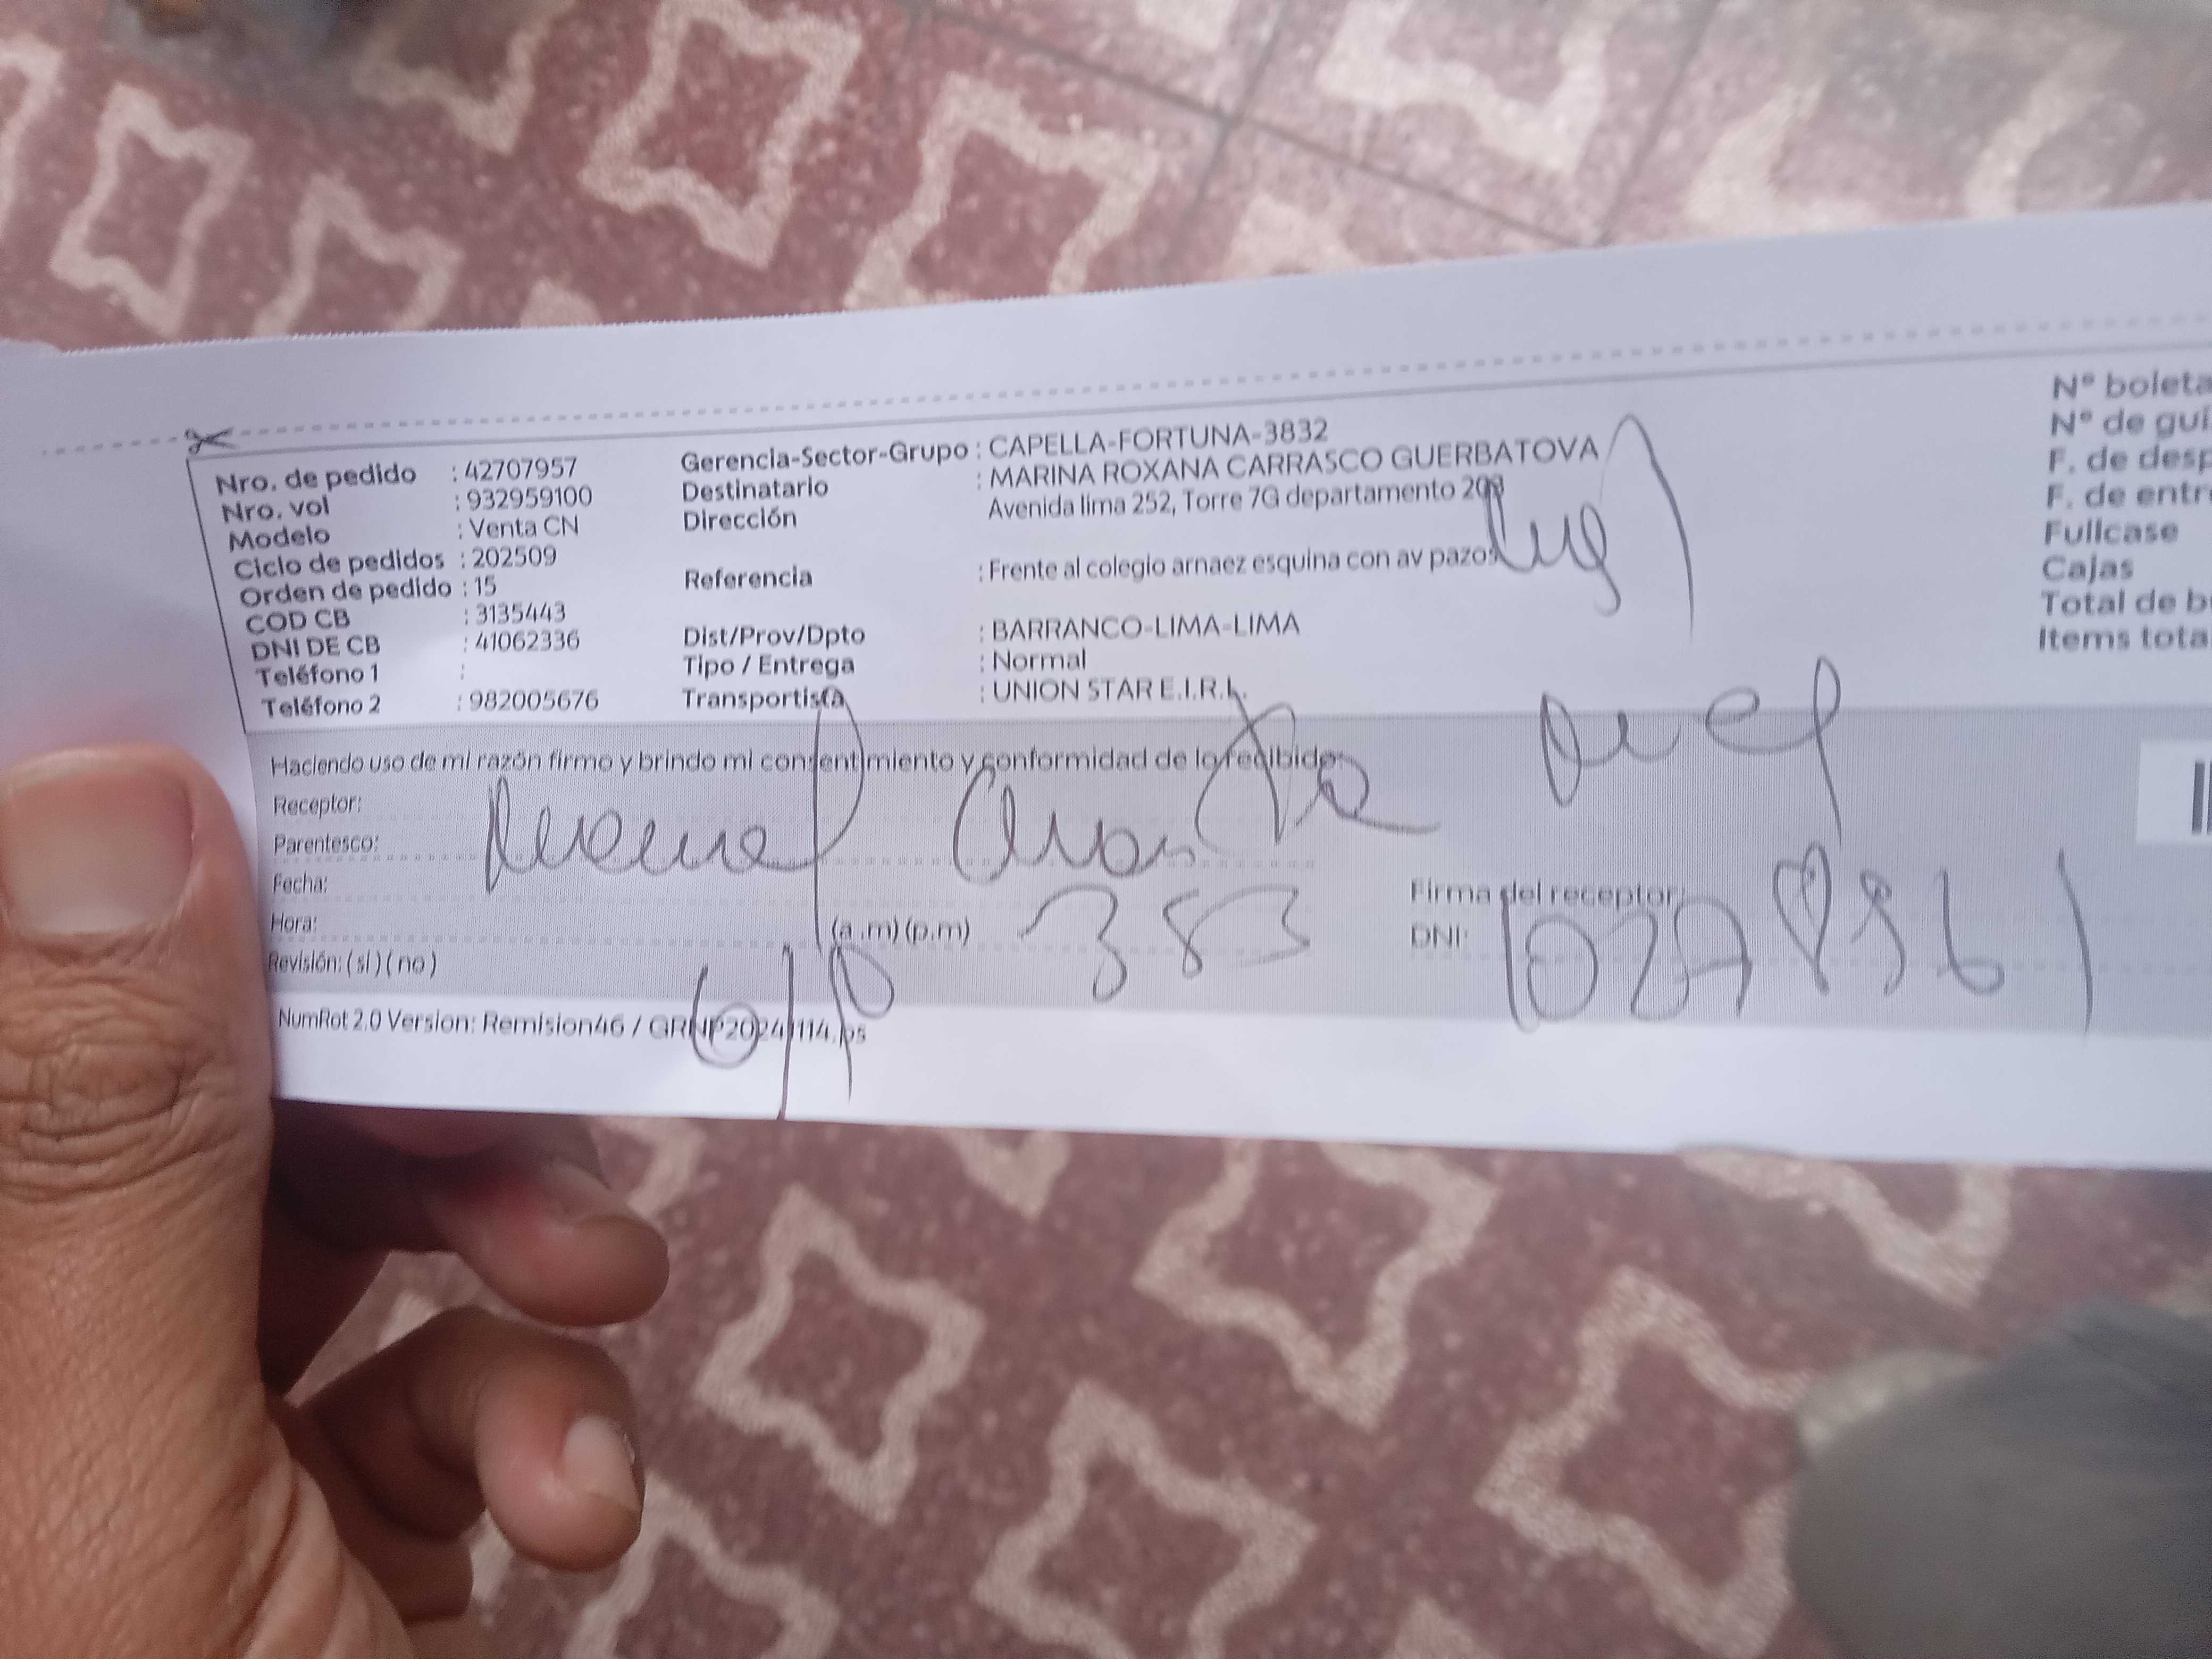 Nro. de pedido : 42707957
Nro. vol : 932959100
Modelo : Venta CN
Ciclo de pedidos : 202509
Orden de pedido : 15
COD CB : 3135443
DNI DE CB : 41062336
Teléfono 1 :
Teléfono 2 : 982005676
Gerencia-Sector-Grupo : CAPELLA-FORTUNA-3832
Destinatario : MARINA ROXANA CARRASCO GUERBATOVA
Dirección Avenida lima 252, Torre 7G departamento 203
Referencia : Frente al colegio arnaez esquina con av pazos
Dist/Prov/Dpto : BARRANCO-LIMA-LIMA
Tipo / Entrega : Normal
Transportista : UNION STAR E.I.R.L.
N° boleta
N° de guí
F. de desp
F. de entre
Fullcase
Cajas
Total de b
Items tota
Haciendo uso de mi razón firmo y brindo mi consentimiento y conformidad de lo recibido:
Receptor:
Parentesco:
Fecha:
Hora: (a .m) (p.m) 383
Revisión: ( si ) ( no )
Firma del receptor:
DNI:
NumRot 2.0 Version: Remision46 / GRNP20241114.ps